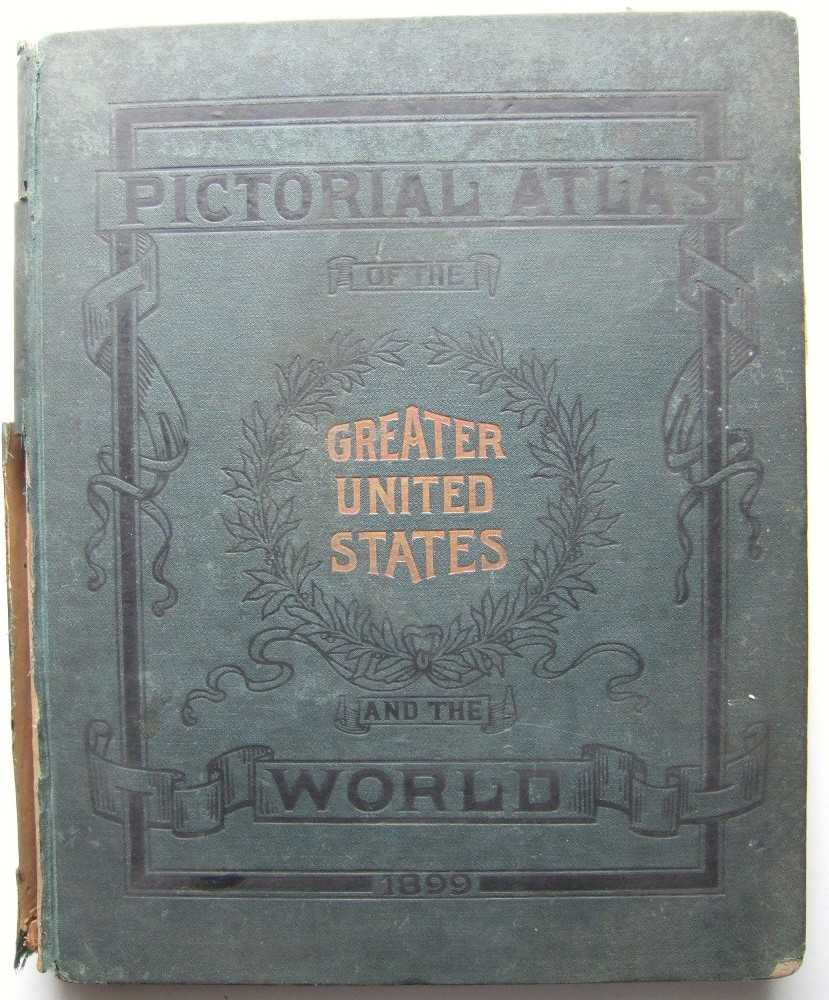 PICTORIAL ATLAS
OF THE
GREATER
UNITED
STATES
AND THE
WORLD
1899